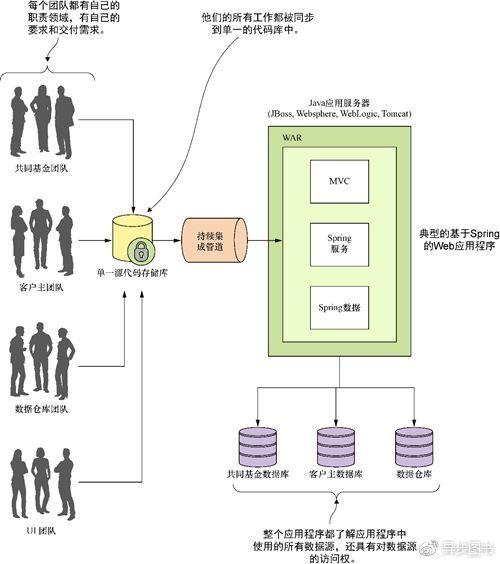 每个团队都有自己的
职责领域，有自己的
要求和交付需求。
他们的所有工作都被同步
到单一的代码库中。
Java应用服务器
(JBoss, Websphere, WebLogic, Tomcat)
WAR
MVC
Spring
服务
Spring数据
典型的基于Spring
的Web应用程序
共同基金团队
客户主团队
数据仓库团队
UI 团队
单一源代码存储库
持续集
成管道
共同基金数据库
客户主数据库
数据仓库
整个应用程序都了解应用程序中
使用的所有数据源，还具有对数据源
的访问权。
异步图书